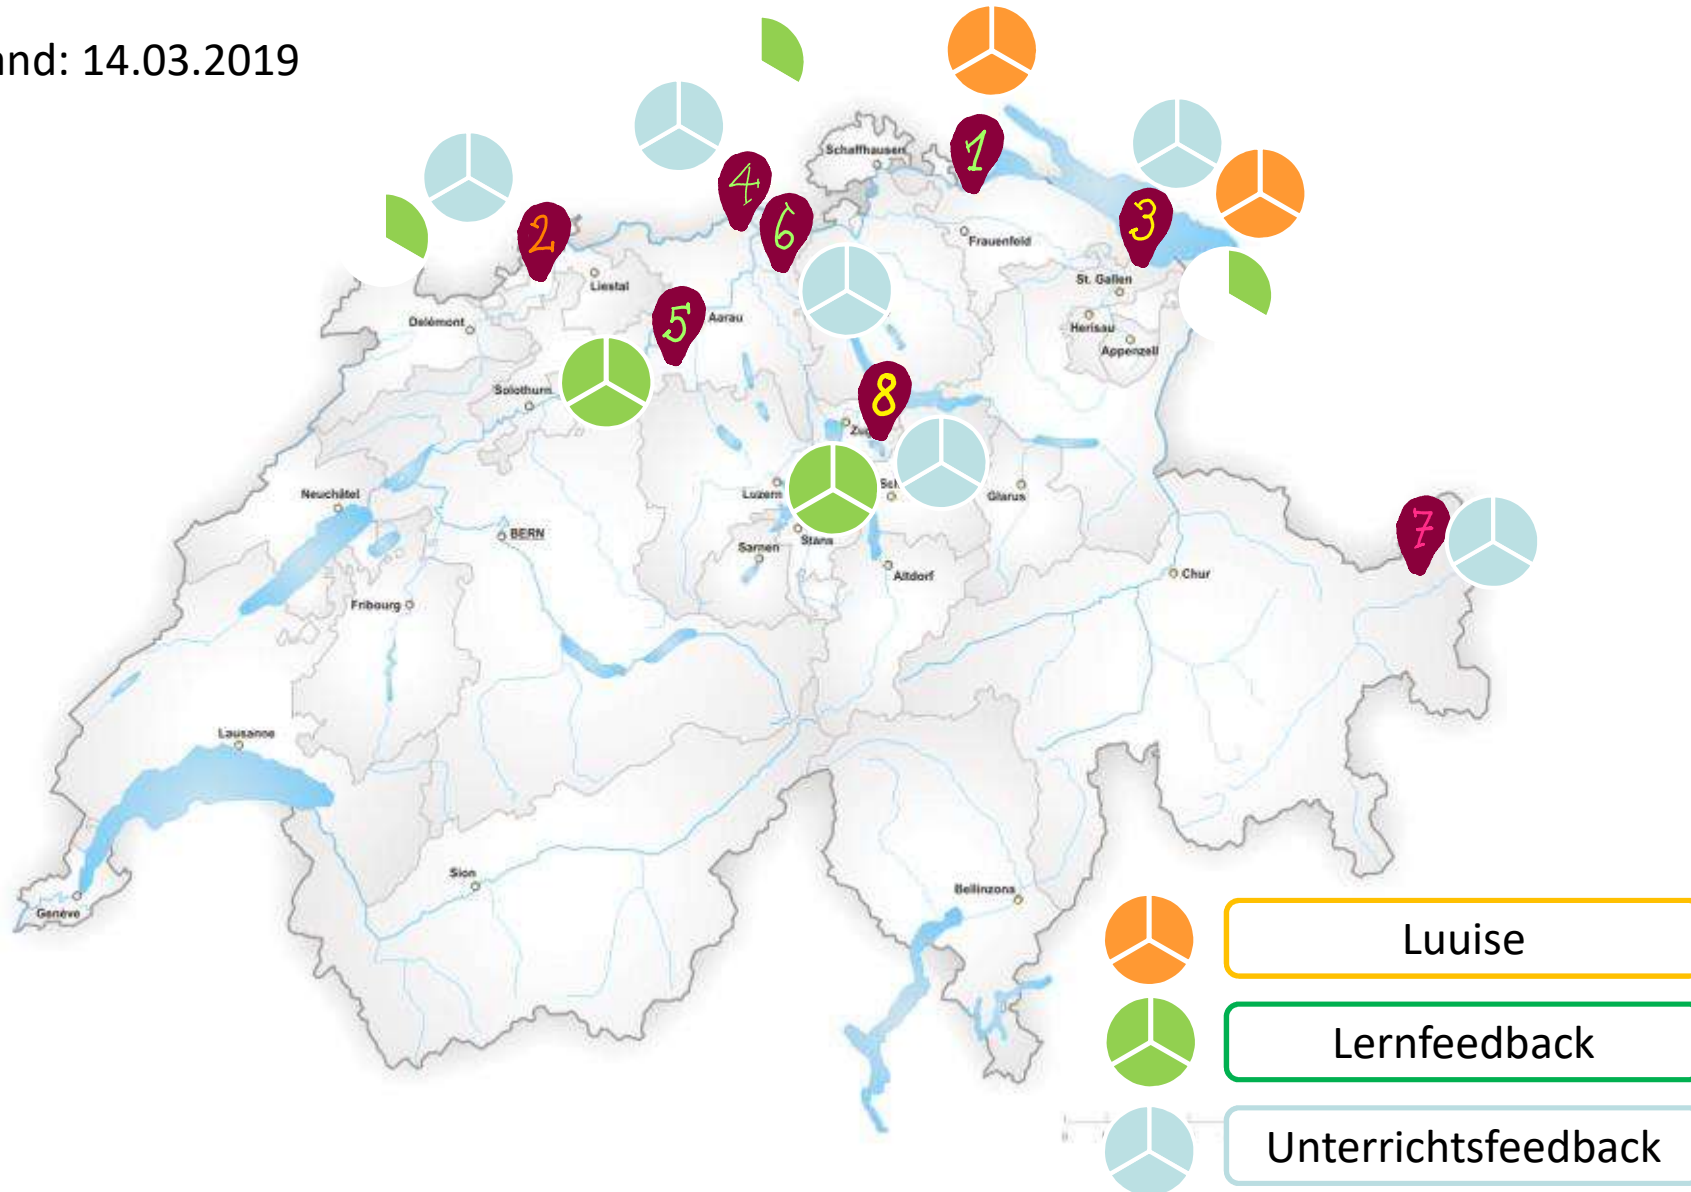 and: 14.03.2019
1
Schaffhausen
4
3
6
2
Frauenfeld
Liestal
St. Gallen
5
Aarau
Delémont
Herisau
Appenzell
8
Solothurn
Zug
Neuchâtel
Luzern
Glarus
7
BERN
Stans
Sarnen
Altdorf
Chur
Fribourg
Lausanne
Sion
Bellinzona
Genève
Luuise
Lernfeedback
Unterrichtsfeedback